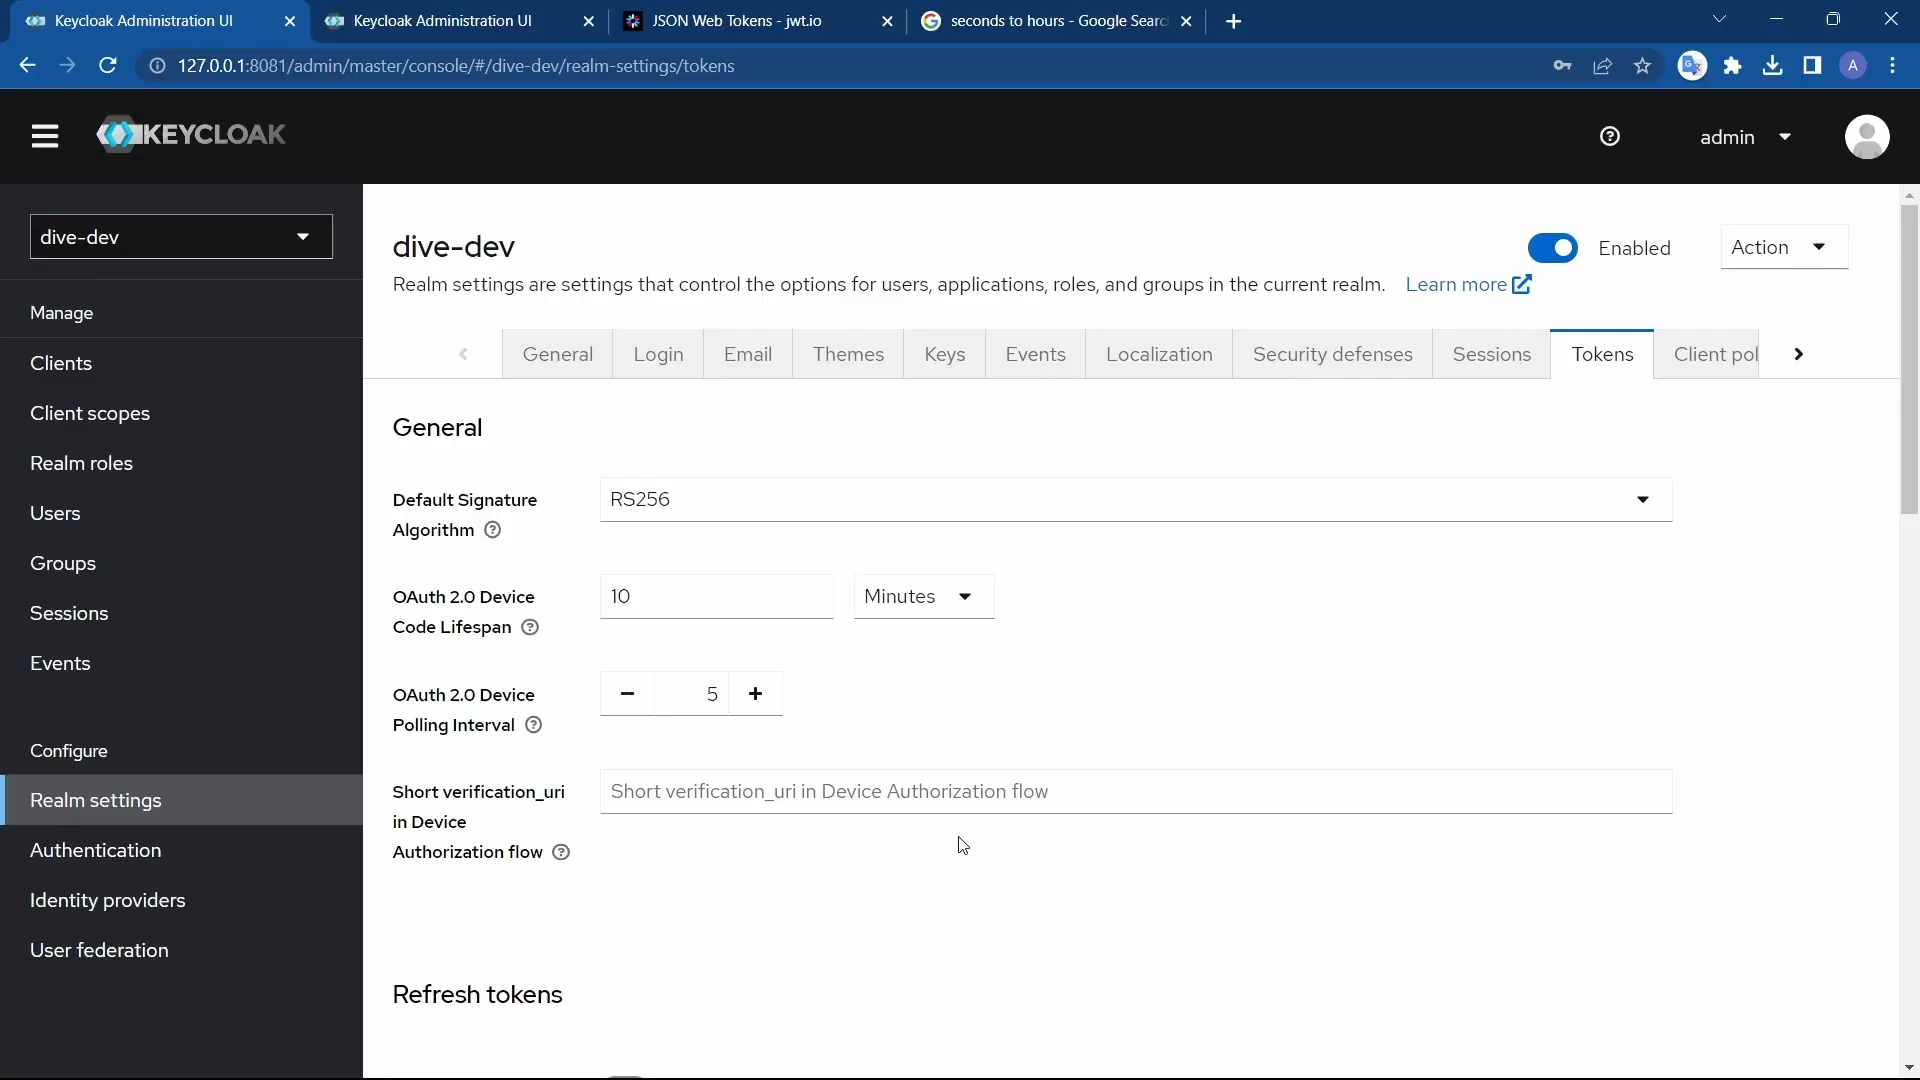 Keycloak Administration UI
Keycloak Administration UI
JSON Web Tokens - jwt.io
seconds to hours - Google Searc
127.0.0.1:8081/admin/master/console/#/dive-dev/realm-settings/tokens
A
KEYCLOAK
admin
dive-dev
Manage
Clients
Client scopes
Realm roles
Users
Groups
Sessions
Events
Configure
Realm settings
Authentication
Identity providers
User federation
dive-dev
Enabled
Action
Realm settings are settings that control the options for users, applications, roles, and groups in the current realm. Learn more
General Login Email Themes Keys Events Localization Security defenses Sessions Tokens Client pol
General
Default Signature
Algorithm
RS256
OAuth 2.0 Device
Code Lifespan
10
Minutes
OAuth 2.0 Device
Polling Interval
5
Short verification_uri
in Device
Authorization flow
Short verification_uri in Device Authorization flow
Refresh tokens